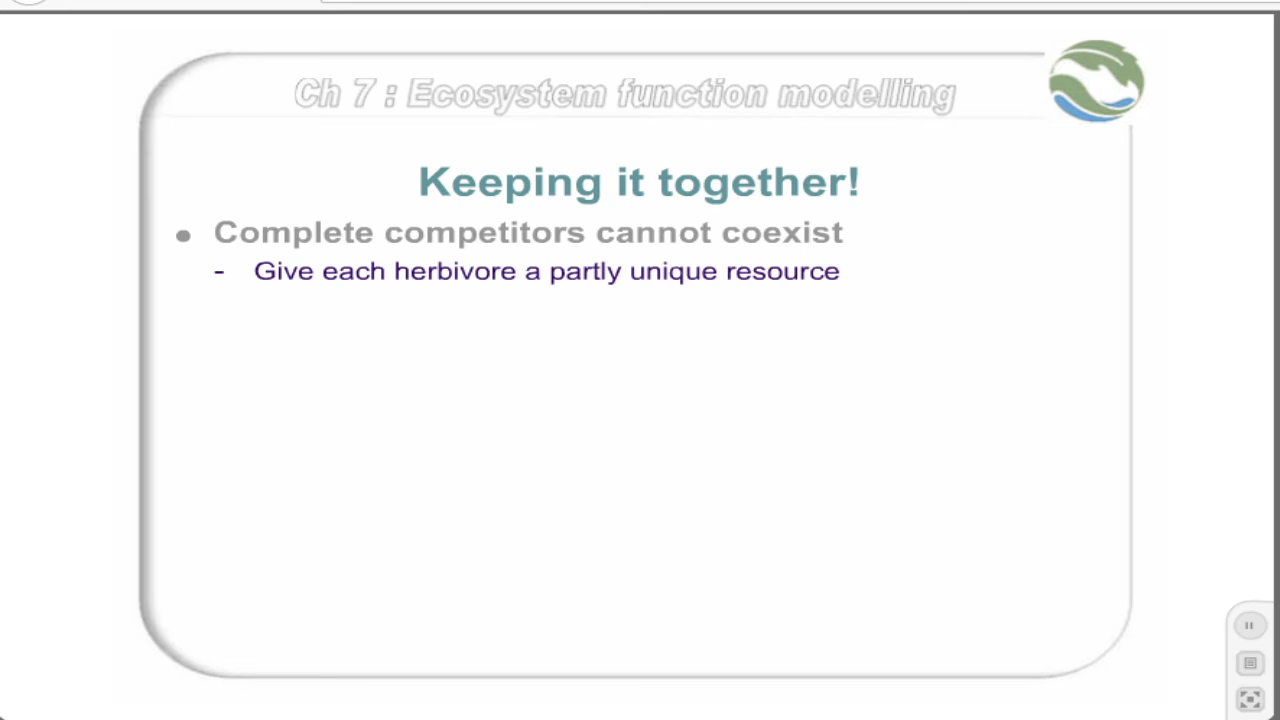 Ch 7 : Ecosystem function modelling
Keeping it together!
• Complete competitors cannot coexist
- Give each herbivore a partly unique resource